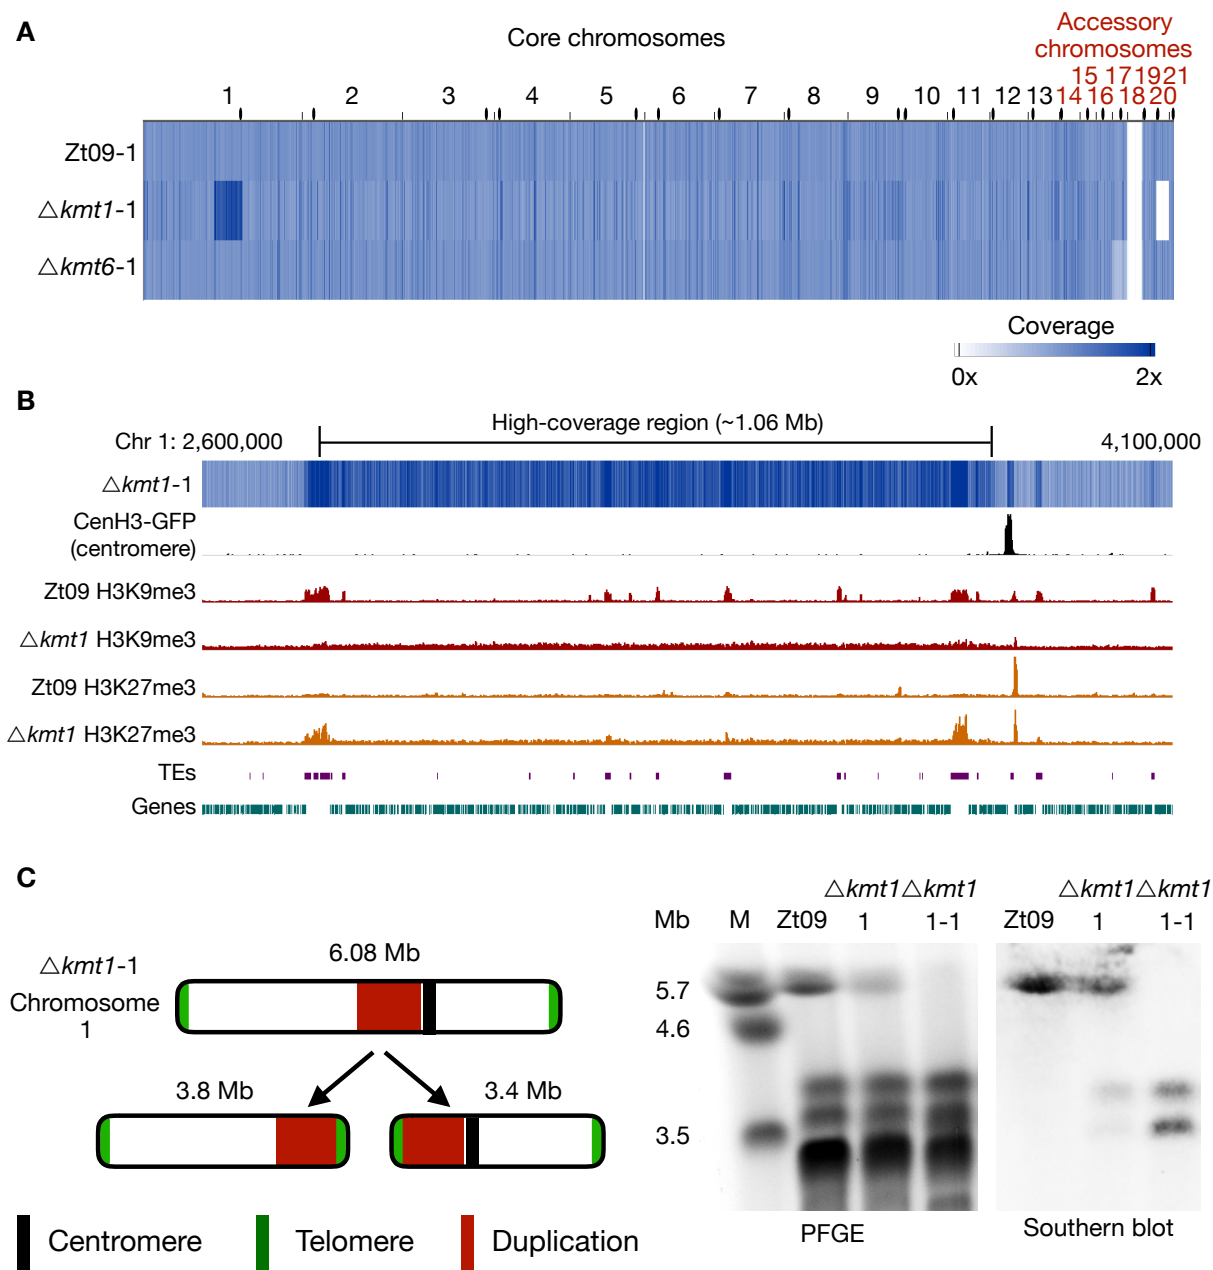 A
Core chromosomes
Accessory
chromosomes
15 17 19 21
1 2 3 4 5 6 7 8 9 10 11 12 13 14 16 18 20
Zt09-1
△kmt1-1
△kmt6-1
Coverage
0x 2x
B
High-coverage region (~1.06 Mb)
Chr 1: 2,600,000 4,100,000
△kmt1-1
CenH3-GFP
(centromere)
Zt09 H3K9me3
△kmt1 H3K9me3
Zt09 H3K27me3
△kmt1 H3K27me3
TEs
Genes
C
△kmt1-1
Chromosome
1
6.08 Mb
3.8 Mb 3.4 Mb
Centromere Telomere Duplication
△kmt1 △kmt1
Mb M Zt09 1 1-1
5.7
4.6
3.5
PFGE
△kmt1 △kmt1
Zt09 1 1-1
Southern blot